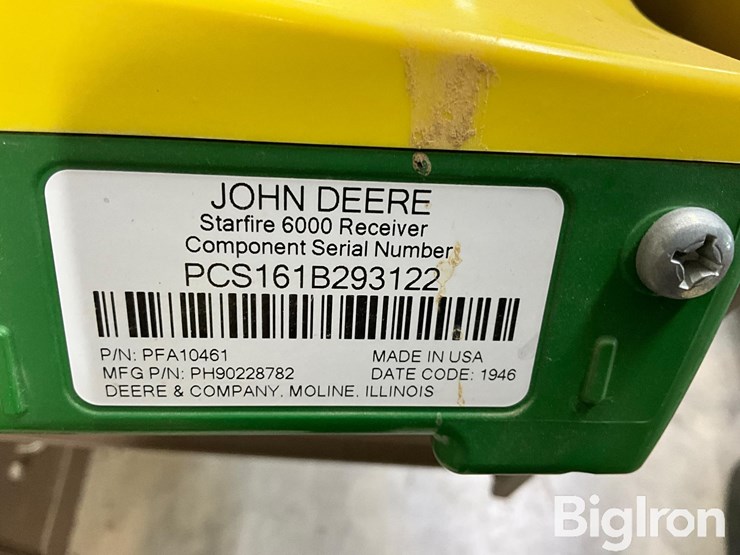 JOHN DEERE
Starfire 6000 Receiver
Component Serial Number
PCS161B293122
P/N: PFA10461 MADE IN USA
MFG P/N: PH90228782 DATE CODE: 1946
DEERE & COMPANY, MOLINE, ILLINOIS
BigIron